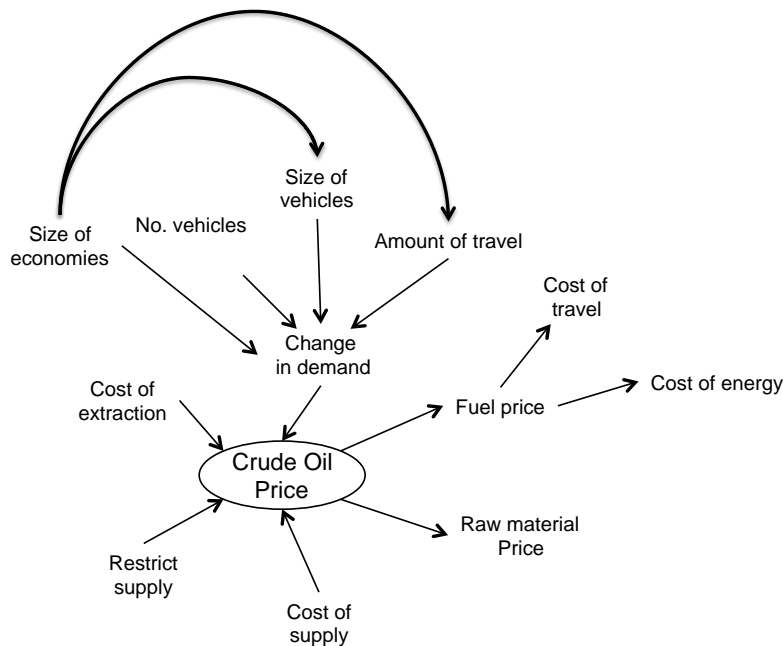 Size of
vehicles
No. vehicles
Size of
economies
Amount of travel
Cost of
travel
Change
in demand
Cost of
extraction
Fuel price
Cost of energy
Crude Oil
Price
Raw material
Price
Restrict
supply
Cost of
supply